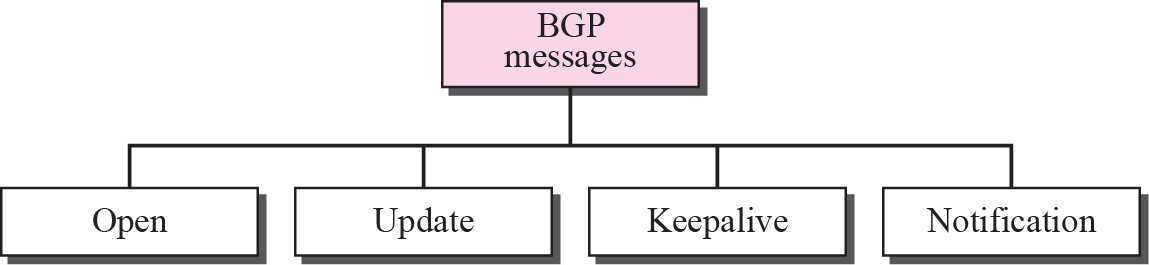 BGP
messages
Open
Update
Keepalive
Notification